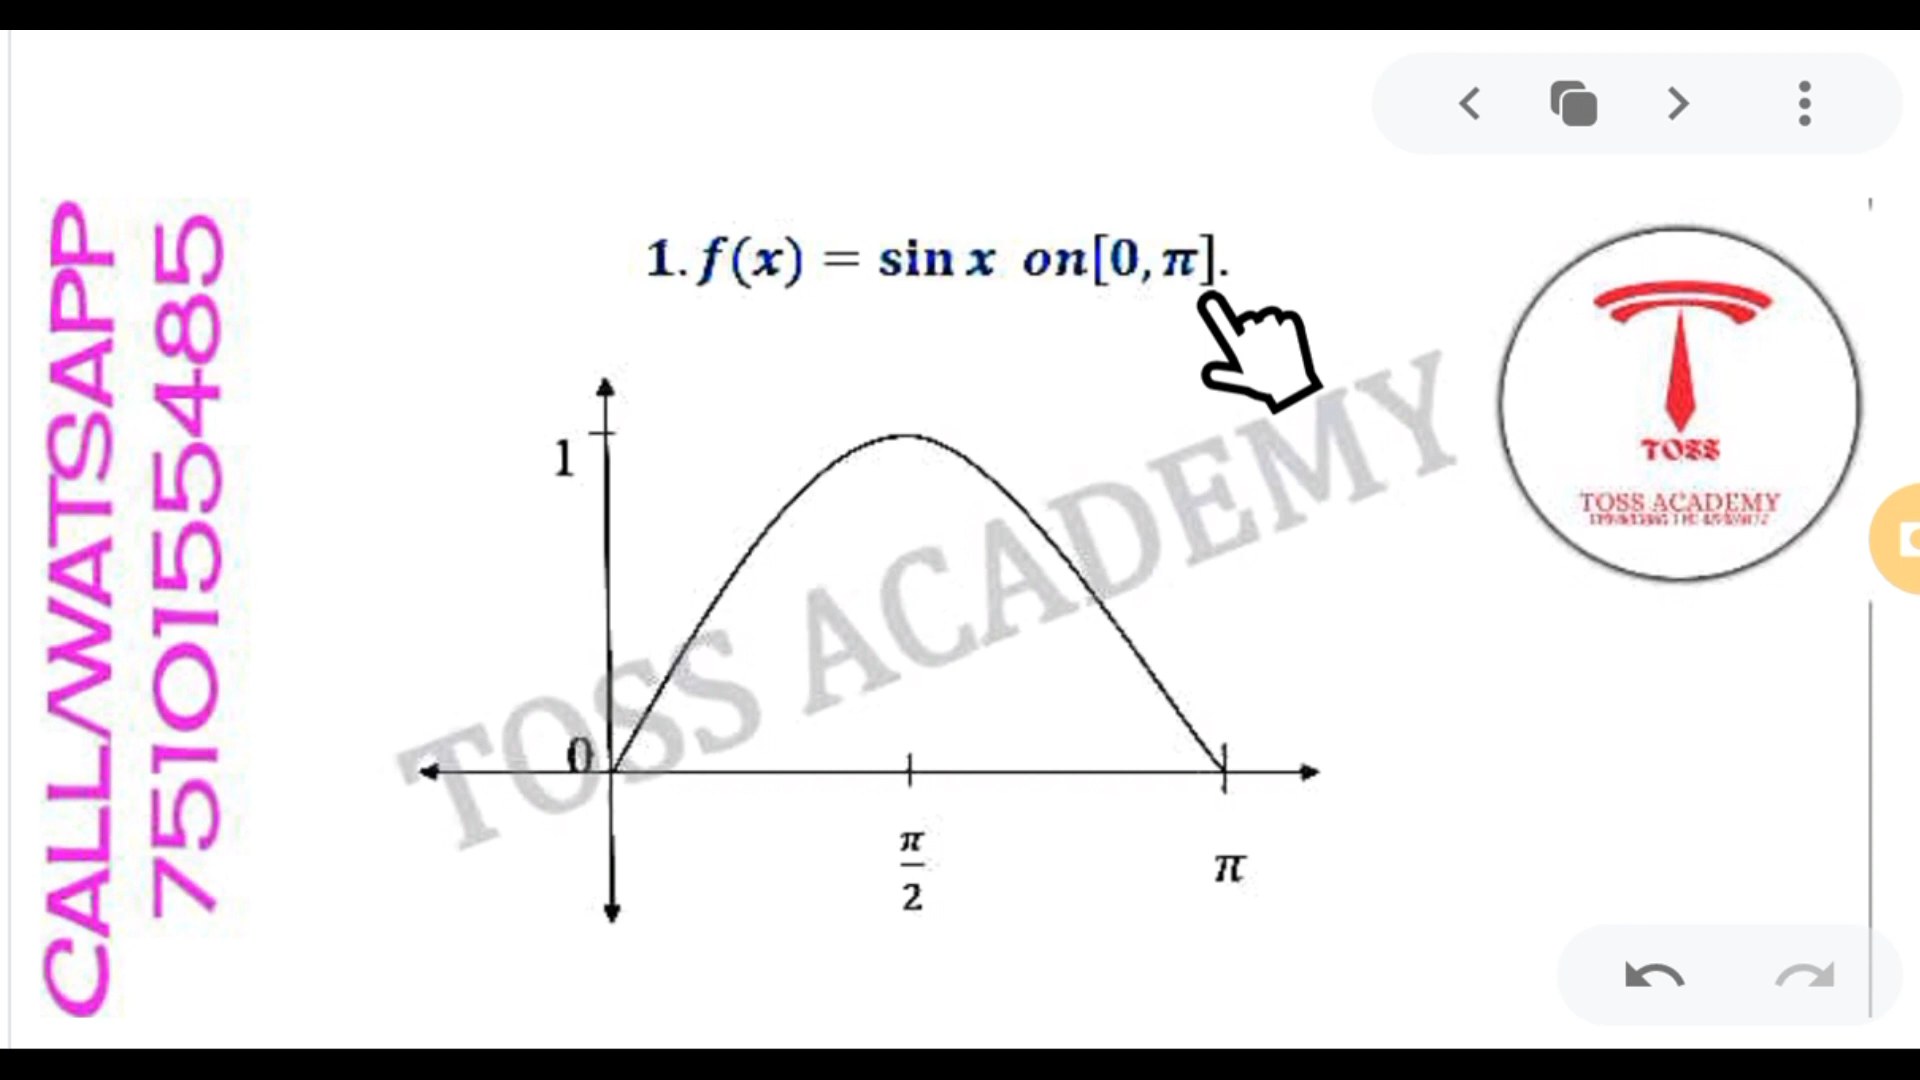 CALL/WATSAPP
7510155485
1. f(x) = sin x on[0, π].
1
0
π
2
π
TOSS ACADEMY
TOSS
TOSS ACADEMY